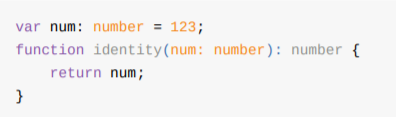 var num: number = 123;
function identity(num: number): number {
    return num;
}